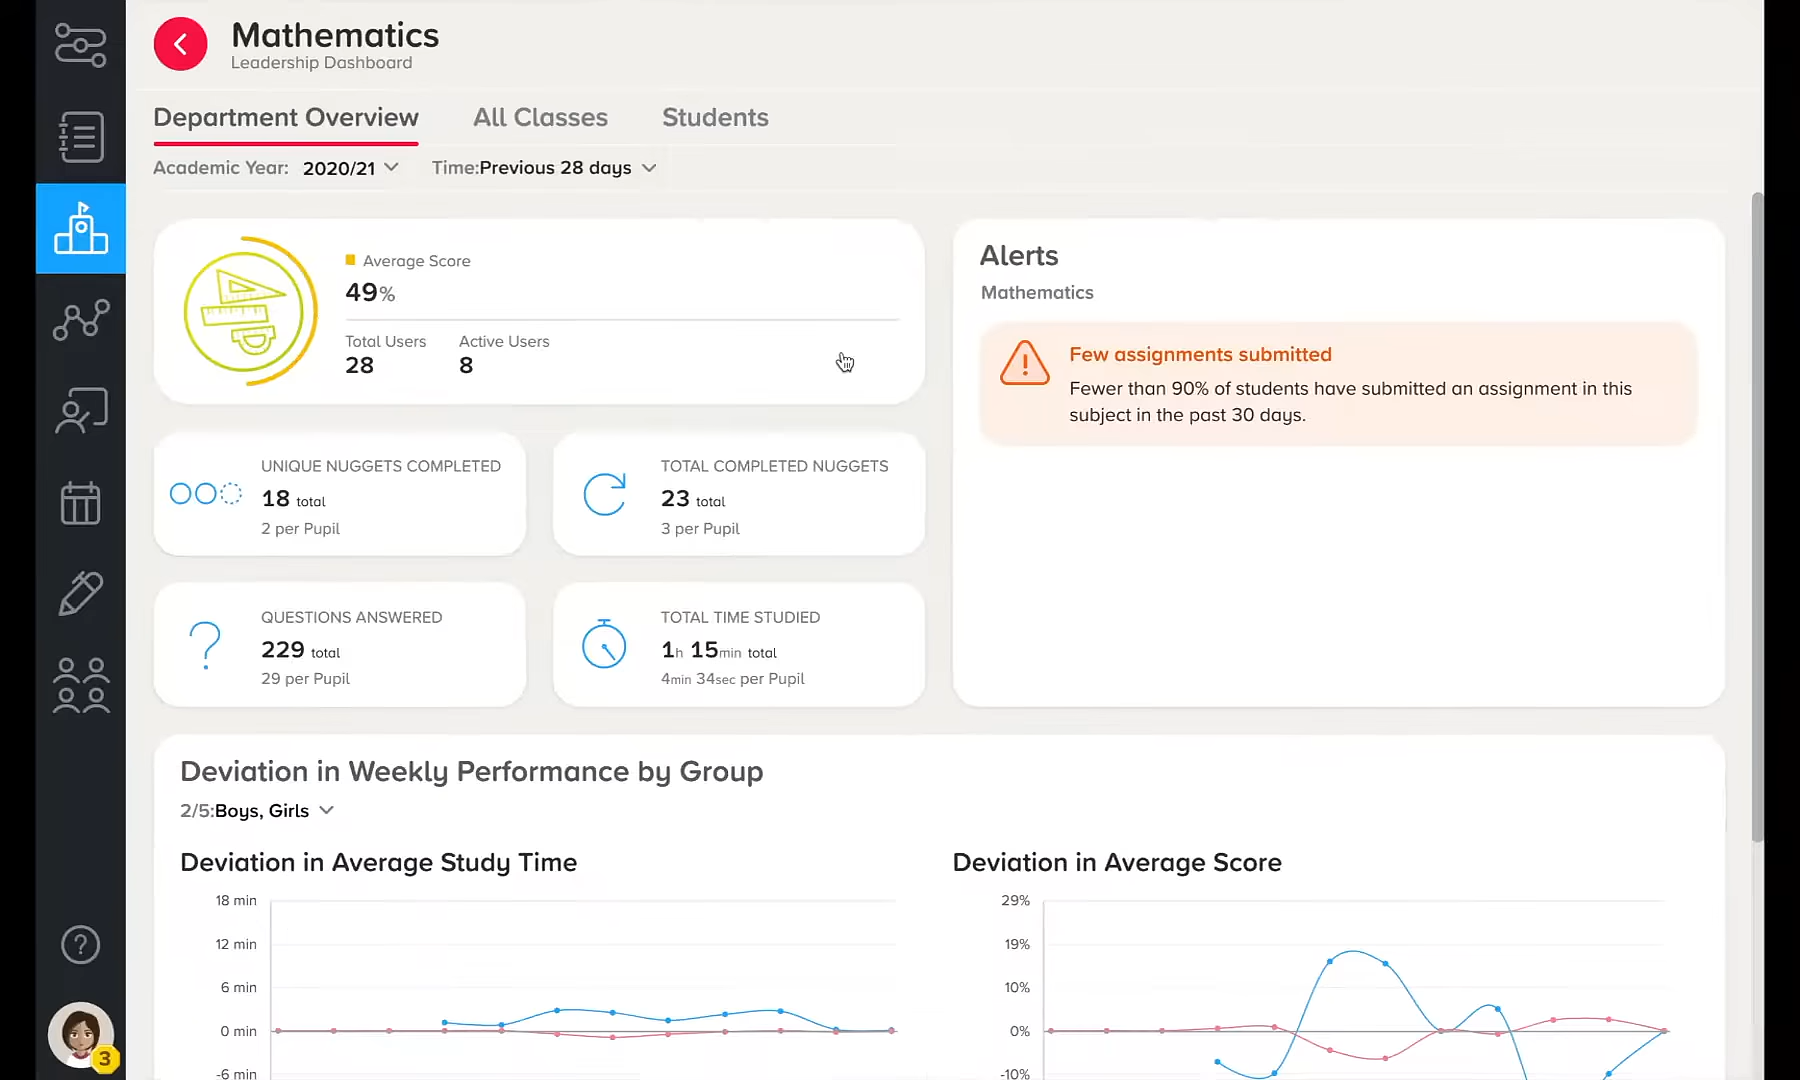 Mathematics
Leadership Dashboard
Department Overview
All Classes
Students
Academic Year: 2020/21
Time:Previous 28 days
Average Score
49%
Total Users
28
Active Users
8
Alerts
Mathematics
Few assignments submitted
Fewer than 90% of students have submitted an assignment in this
subject in the past 30 days.
UNIQUE NUGGETS COMPLETED
18 total
2 per Pupil
TOTAL COMPLETED NUGGETS
23 total
3 per Pupil
QUESTIONS ANSWERED
229 total
29 per Pupil
TOTAL TIME STUDIED
1h 15min total
4min 34sec per Pupil
Deviation in Weekly Performance by Group
2/5:Boys, Girls
Deviation in Average Study Time
18 min
12 min
6 min
0 min
-6 min
Deviation in Average Score
29%
19%
10%
0%
-10%
?
3